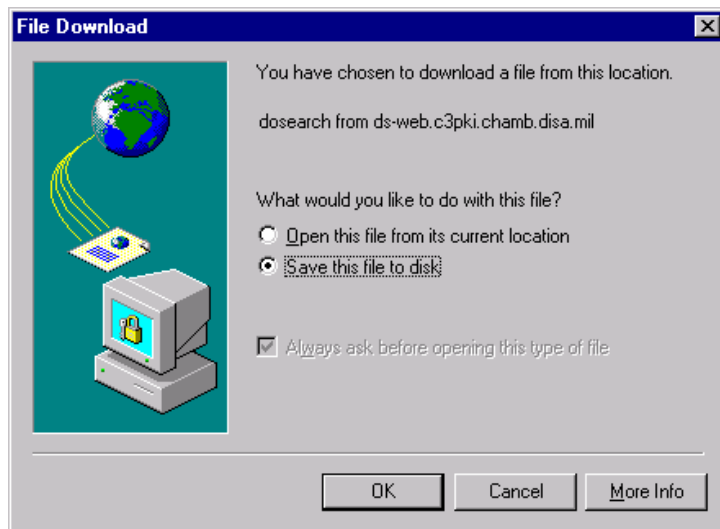 File Download
You have chosen to download a file from this location.
dosearch from ds-web.c3pki.chamb.disa.mil
What would you like to do with this file?
Open this file from its current location
Save this file to disk
Always ask before opening this type of file
OK
Cancel
More Info